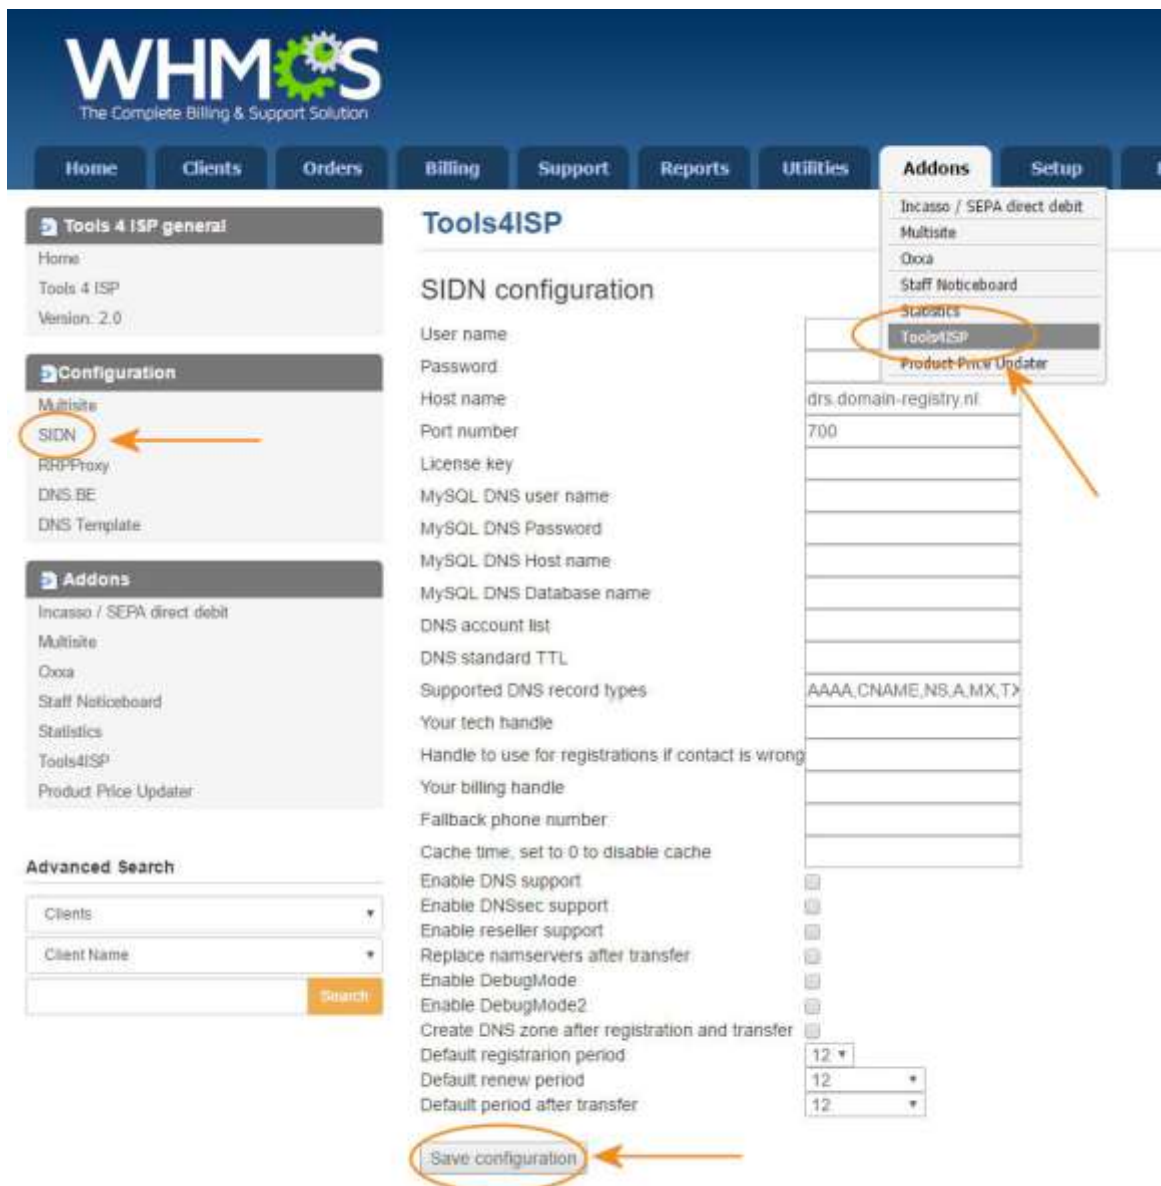 WHMCS
The Complete Billing & Support Solution
Home Clients Orders Billing Support Reports Utilities Addons Setup
Incasso / SEPA direct debit
Multisite
Oxxa
Staff Noticeboard
Statistics
Tools4ISP
Product Price Updater
Tools 4 ISP general
Home
Tools 4 ISP
Version: 2.0
Configuration
Multisite
SIDN
RRPProxy
DNS.BE
DNS Template
Addons
Incasso / SEPA direct debit
Multisite
Oxxa
Staff Noticeboard
Statistics
Tools4ISP
Product Price Updater
Advanced Search
Clients
Client Name
Search
Tools4ISP
SIDN configuration
User name
Password
Host name drs.domain-registry.nl
Port number 700
License key
MySQL DNS user name
MySQL DNS Password
MySQL DNS Host name
MySQL DNS Database name
DNS account list
DNS standard TTL
Supported DNS record types AAAA,CNAME,NS,A,MX,TX
Your tech handle
Handle to use for registrations if contact is wrong
Your billing handle
Fallback phone number
Cache time, set to 0 to disable cache
Enable DNS support
Enable DNSsec support
Enable reseller support
Replace namservers after transfer
Enable DebugMode
Enable DebugMode2
Create DNS zone after registration and transfer
Default registrarion period 12
Default renew period 12
Default period after transfer 12
Save configuration